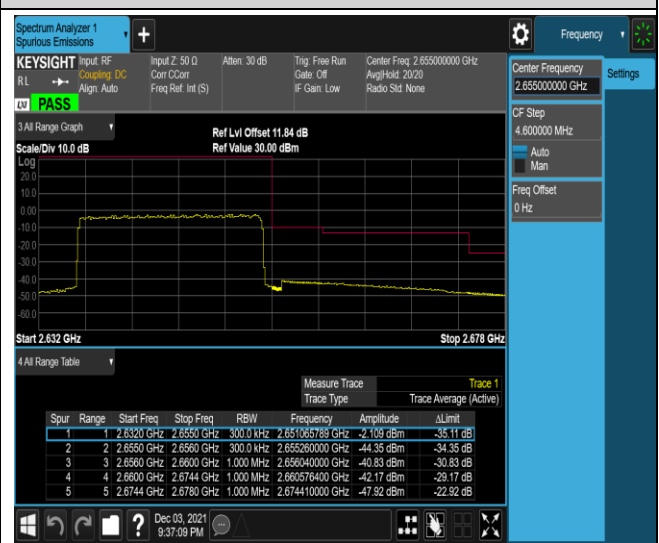 Spectrum Analyzer 1
Spurious Emissions
Frequency
KEYSIGHT Input: RF Input Z: 50 Ω Atten: 30 dB Trig: Free Run Center Freq: 2.655000000 GHz
RL Coupling: DC Corr CCorr Gate: Off Avg|Hold: 20/20
Align: Auto Freq Ref: Int (S) IF Gain: Low Radio Std: None
LXI PASS
Center Frequency
2.655000000 GHz
Settings
CF Step
4.600000 MHz
Auto
Man
Freq Offset
0 Hz
3 All Range Graph
Ref Lvl Offset 11.84 dB
Scale/Div 10.0 dB Ref Value 30.00 dBm
Log
20.0
10.0
0.00
-10.0
-20.0
-30.0
-40.0
-50.0
-60.0
Start 2.632 GHz Stop 2.678 GHz
4 All Range Table
Measure Trace Trace 1
Trace Type Trace Average (Active)
Spur Range Start Freq Stop Freq RBW Frequency Amplitude ΔLimit
1 1 2.6320 GHz 2.6550 GHz 300.0 kHz 2.651065789 GHz -2.109 dBm -35.11 dB
2 2 2.6550 GHz 2.6560 GHz 300.0 kHz 2.655260000 GHz -44.35 dBm -34.35 dB
3 3 2.6560 GHz 2.6600 GHz 1.000 MHz 2.656040000 GHz -40.83 dBm -30.83 dB
4 4 2.6600 GHz 2.6744 GHz 1.000 MHz 2.660576400 GHz -42.17 dBm -29.17 dB
5 5 2.6744 GHz 2.6780 GHz 1.000 MHz 2.674410000 GHz -47.92 dBm -22.92 dB
Dec 03, 2021
9:37:09 PM